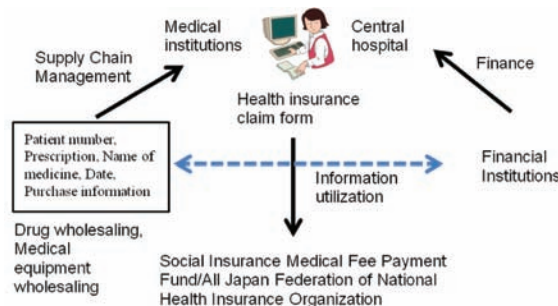 Medical
institutions
Central
hospital
Supply Chain
Management
Finance
Health insurance
claim form
Patient number,
Prescription, Name of
medicine, Date,
Purchase information
Financial
Institutions
Information
utilization
Drug wholesaling,
Medical
equipment
wholesaling
Social Insurance Medical Fee Payment
Fund/All Japan Federation of National
Health Insurance Organization